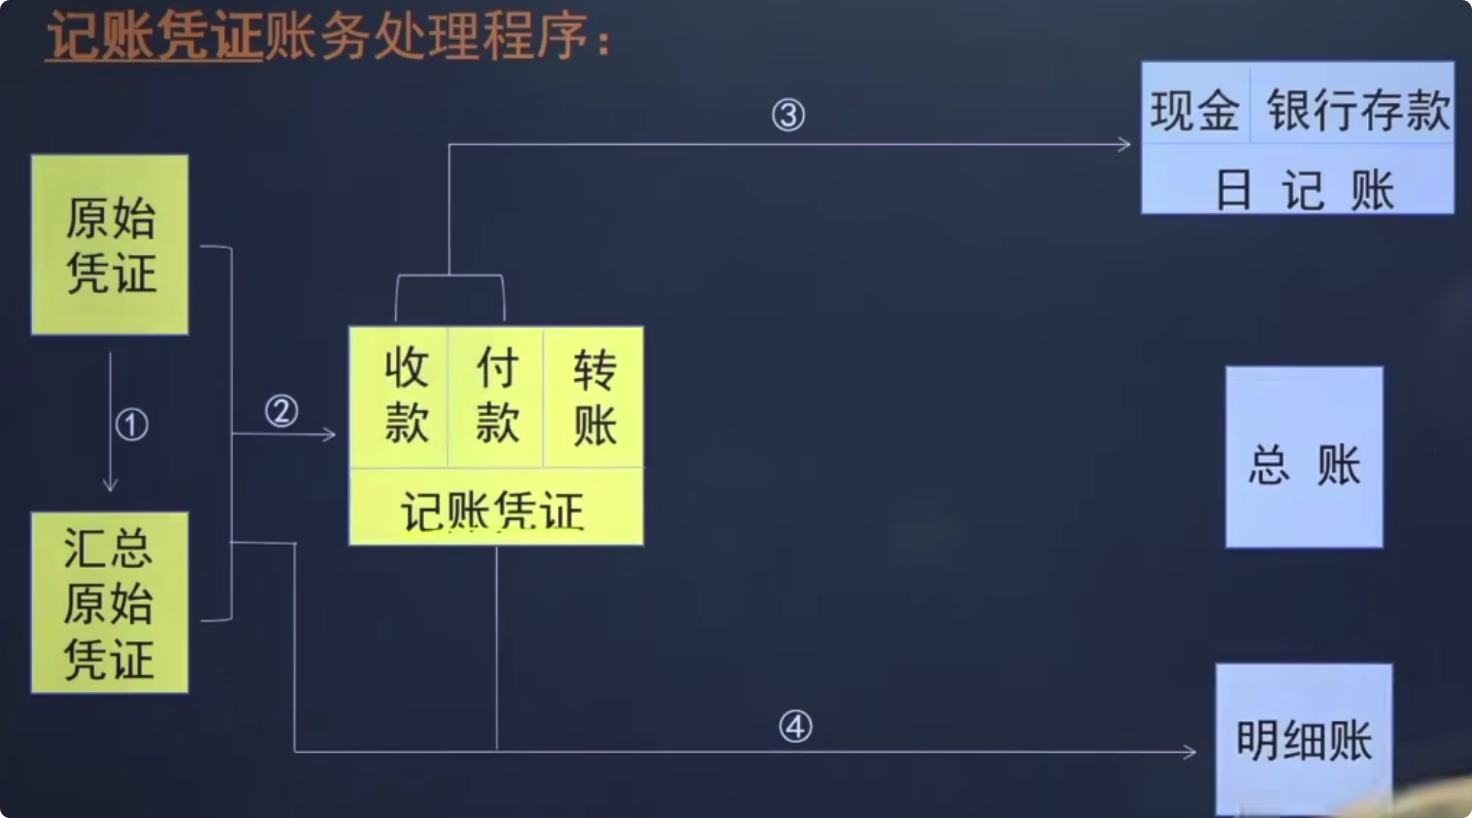 记账凭证账务处理程序：
③
现金 银行存款
日 记 账
原始
凭证
①
②
收款
付款
转账
记账凭证
汇总
原始
凭证
总 账
④
明细账